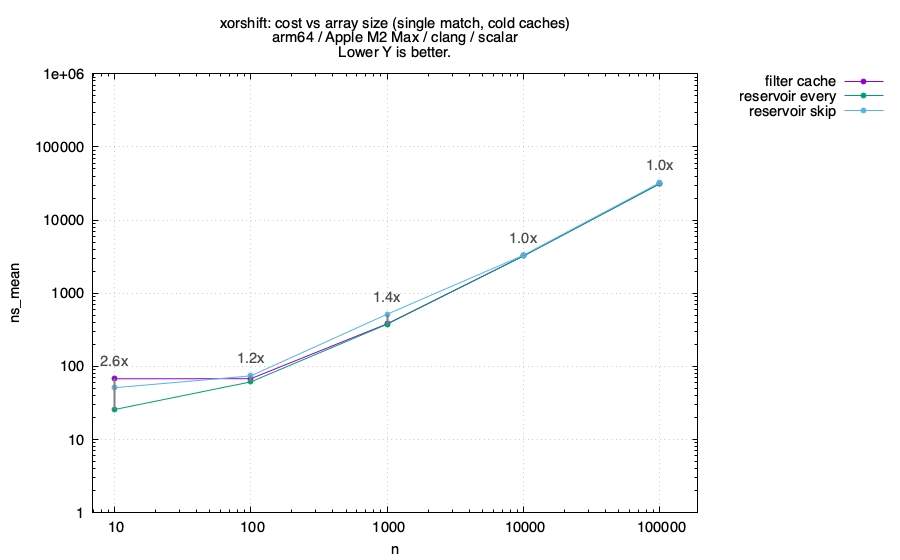 xorshift: cost vs array size (single match, cold caches)
arm64 / Apple M2 Max / clang / scalar
Lower Y is better.
filter cache
reservoir every
reservoir skip
1e+06
100000
10000
1000
100
10
1
ns_mean
2.6x
1.2x
1.4x
1.0x
1.0x
10
100
1000
10000
100000
n